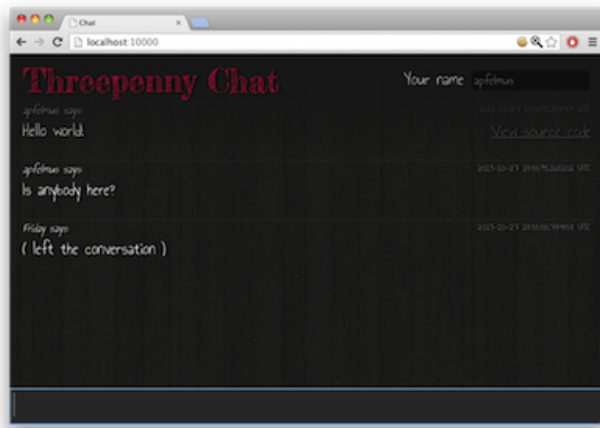 Chat
localhost:10000
Threepenny Chat
Your name apfelmus
apfelmus says:
Hello world!
View source code
apfelmus says:
Is anybody here?
Friday says:
( left the conversation )